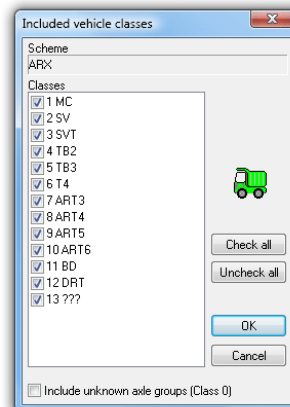 Included vehicle classes
Scheme
ARX
Classes
1 MC
2 SV
3 SVT
4 TB2
5 TB3
6 T4
7 ART3
8 ART4
9 ART5
10 ART6
11 BD
12 DRT
13 ???
Check all
Uncheck all
OK
Cancel
Include unknown axle groups (Class 0)